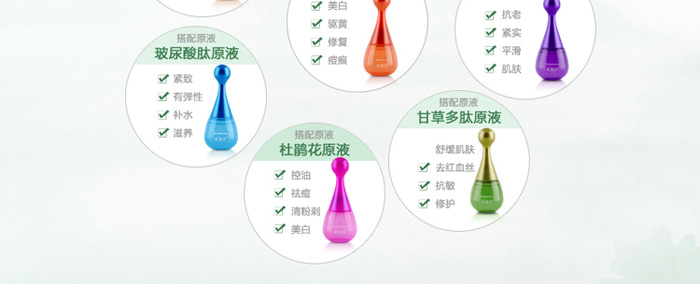 美白
驱黄
修复
痘痕
抗老
紧实
平滑
肌肤
搭配原液
玻尿酸肽原液
紧致
有弹性
补水
滋养
搭配原液
杜鹃花原液
控油
祛痘
清粉刺
美白
搭配原液
甘草多肽原液
舒缓肌肤
去红血丝
抗敏
修护